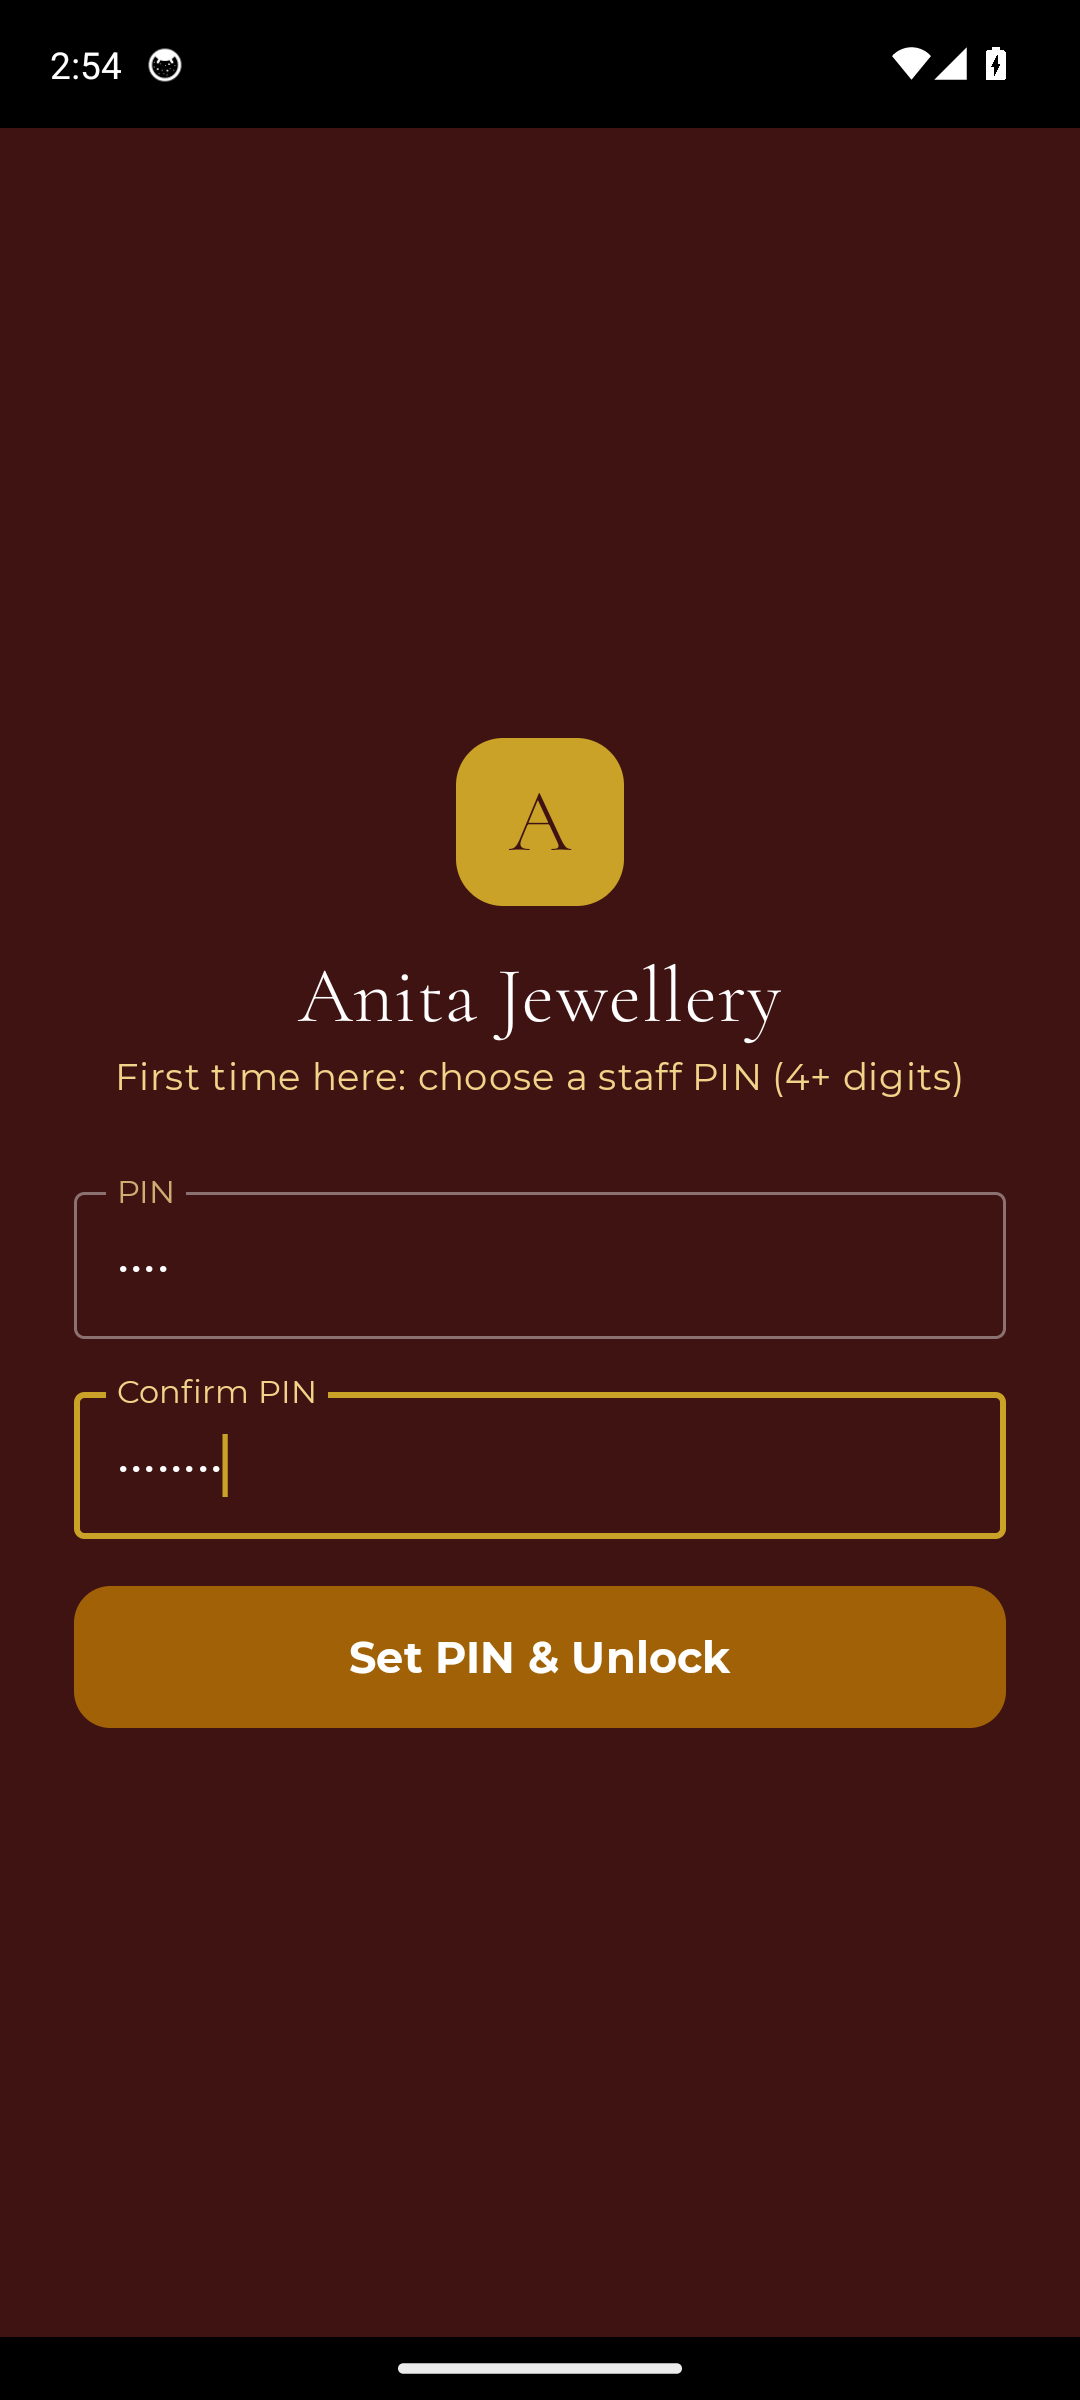 2:54
A
Anita Jewellery
First time here: choose a staff PIN (4+ digits)
PIN
••••
Confirm PIN
••••••••
Set PIN & Unlock